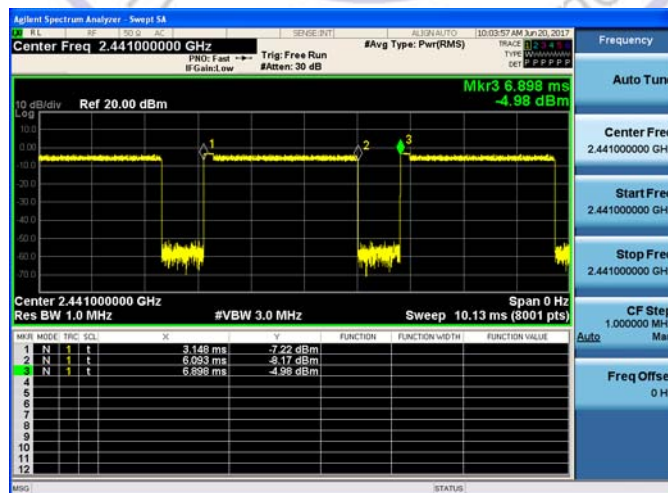 Agilent Spectrum Analyzer - Swept SA
RL RF 50 Ω AC SENSE:INT ALIGN AUTO 10:03:57 AM Jun 20, 2017
Center Freq 2.441000000 GHz #Avg Type: Pwr(RMS) TRACE 1 2 3 4 5 6
PNO: Fast Trig: Free Run TYPE
IFGain:Low #Atten: 30 dB DET P P P P P P
Mkr3 6.898 ms
-4.98 dBm
10 dB/div Ref 20.00 dBm
Log
10.0
0.00
-10.0
-20.0
-30.0
-40.0
-50.0
-60.0
-70.0
1
2
3
Center 2.441000000 GHz Span 0 Hz
Res BW 1.0 MHz #VBW 3.0 MHz Sweep 10.13 ms (8001 pts)
MKR MODE TRC SCL X Y FUNCTION FUNCTION WIDTH FUNCTION VALUE
1 N 1 t 3.148 ms -7.22 dBm
2 N 1 t 6.093 ms -8.17 dBm
3 N 1 t 6.898 ms -4.98 dBm
4
5
6
7
8
9
10
11
12
MSG STATUS
Frequency
Auto Tun
Center Fre
2.441000000 GH
Start Fre
2.441000000 GH
Stop Fre
2.441000000 GH
CF Step
1.000000 MH
Auto Ma
Freq Offse
0 H